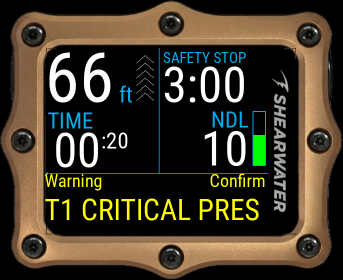 SAFETY STOP
66 ft 3:00
TIME NDL
00:20 10
Warning Confirm
T1 CRITICAL PRES
SHEARWATER